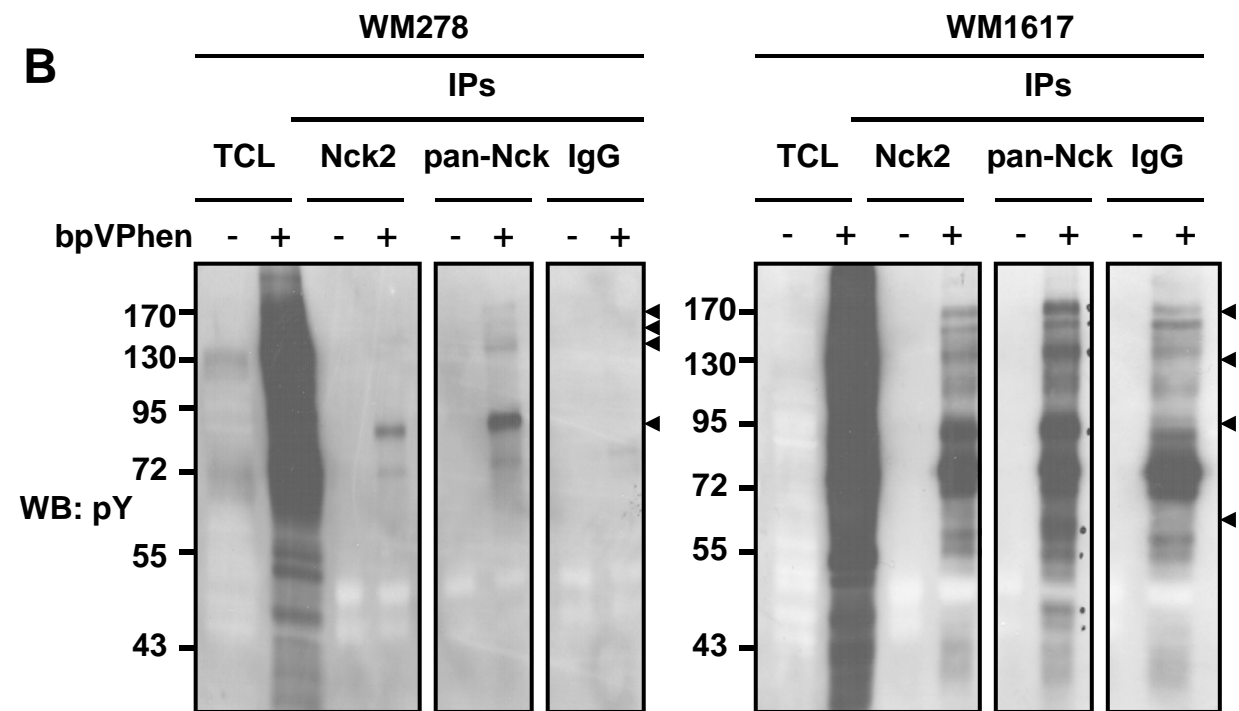 WM278 WM1617
B
IPs IPs
TCL Nck2 pan-Nck IgG TCL Nck2 pan-Nck IgG
bpVPhen - + - + - + - + - + - + - + - +
170 170
130 130
95 95
72 72
WB: pY
55 55
43 43